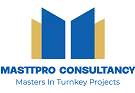 MASTTPRO CONSULTANCY
Masters In Turnkey Projects